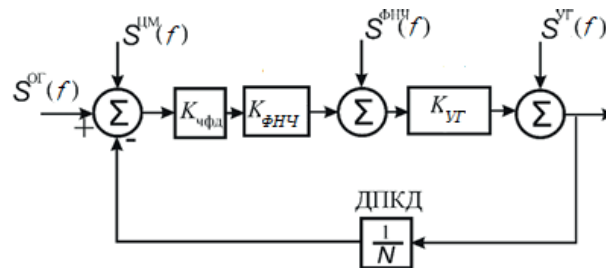 S^ЦМ(f)
S^ФНЧ(f)
S^УГ(f)
S^ОГ(f)
+
-
Σ
K_чфд
K_ФНЧ
Σ
K_УГ
Σ
ДПКД
1/N